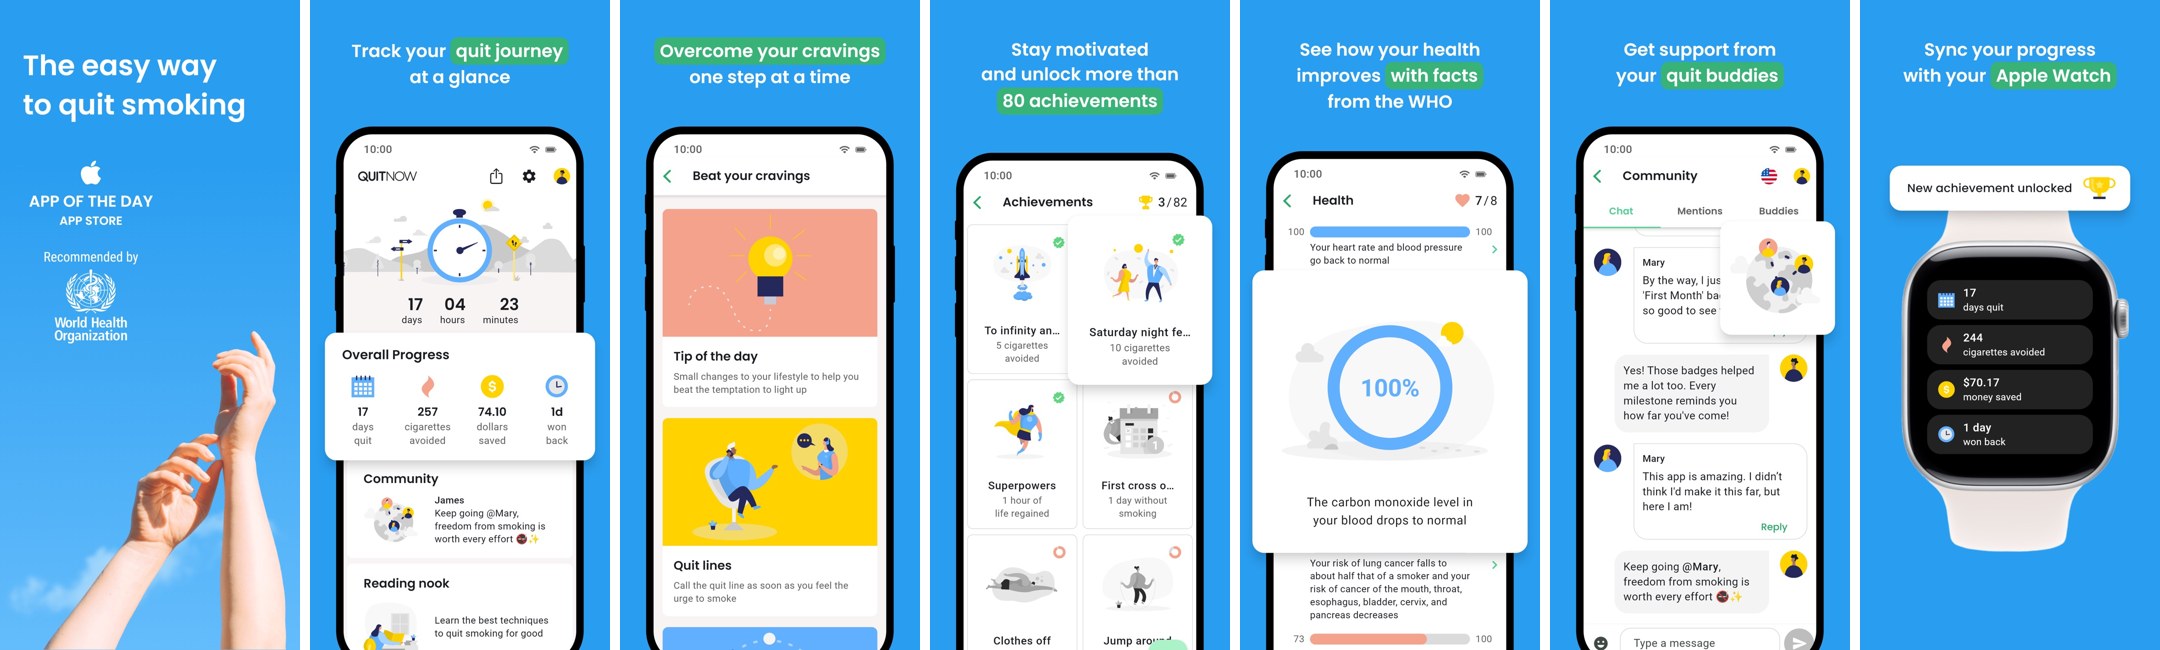 The easy way
to quit smoking
APP OF THE DAY
APP STORE
Recommended by
World Health
Organization
Track your quit journey
at a glance
10:00
QUITNOW
17 04 23
days hours minutes
Overall Progress
17 257 74.10 1d
days cigarettes dollars won
quit avoided saved back
Community
James
Keep going @Mary,
freedom from smoking is
worth every effort
Reading nook
Learn the best techniques
to quit smoking for good
Overcome your cravings
one step at a time
10:00
Beat your cravings
Tip of the day
Small changes to your lifestyle to help you
beat the temptation to light up
Quit lines
Call the quit line as soon as you feel the
urge to smoke
Stay motivated
and unlock more than
80 achievements
10:00
Achievements 3/82
To infinity an...
5 cigarettes
avoided
Saturday night fe...
10 cigarettes
avoided
Superpowers
1 hour of
life regained
First cross o...
1 day without
smoking
Clothes off
Jump around
See how your health
improves with facts
from the WHO
10:00
Health 7/8
100 100
Your heart rate and blood pressure
go back to normal
100%
The carbon monoxide level in
your blood drops to normal
Your risk of lung cancer falls to
about half that of a smoker and your
risk of cancer of the mouth, throat,
esophagus, bladder, cervix, and
pancreas decreases
73 100
Get support from
your quit buddies
10:00
Community
Chat Mentions Buddies
Mary
By the way, I jus
'First Month' ba
so good to see
Yes! Those badges helped
me a lot too. Every
milestone reminds you
how far you've come!
Mary
This app is amazing. I didn't
think I'd make it this far, but
here I am!
Reply
Keep going @Mary,
freedom from smoking is
worth every effort
Type a message
Sync your progress
with your Apple Watch
New achievement unlocked
17
days quit
244
cigarettes avoided
$70.17
money saved
1 day
won back